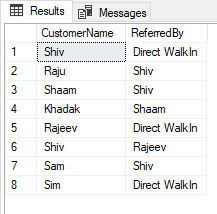 Results Messages
CustomerName ReferredBy
1 Shiv Direct WalkIn
2 Raju Shiv
3 Shaam Shiv
4 Khadak Shaam
5 Rajeev Direct WalkIn
6 Shiv Rajeev
7 Sam Shiv
8 Sim Direct WalkIn